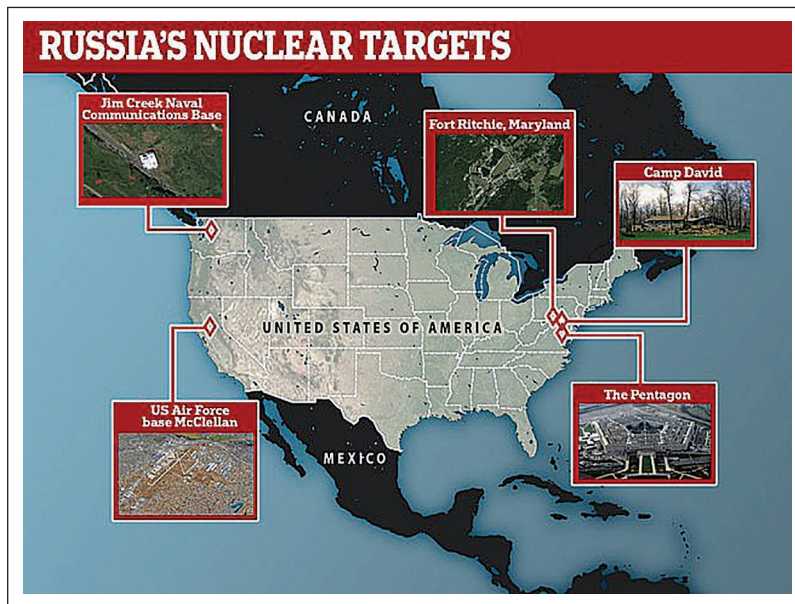 RUSSIA'S NUCLEAR TARGETS
Jim Creek Naval
Communications Base
CANADA
Fort Ritchie, Maryland
Camp David
UNITED STATES OF AMERICA
US Air Force
base McClellan
The Pentagon
MEXICO